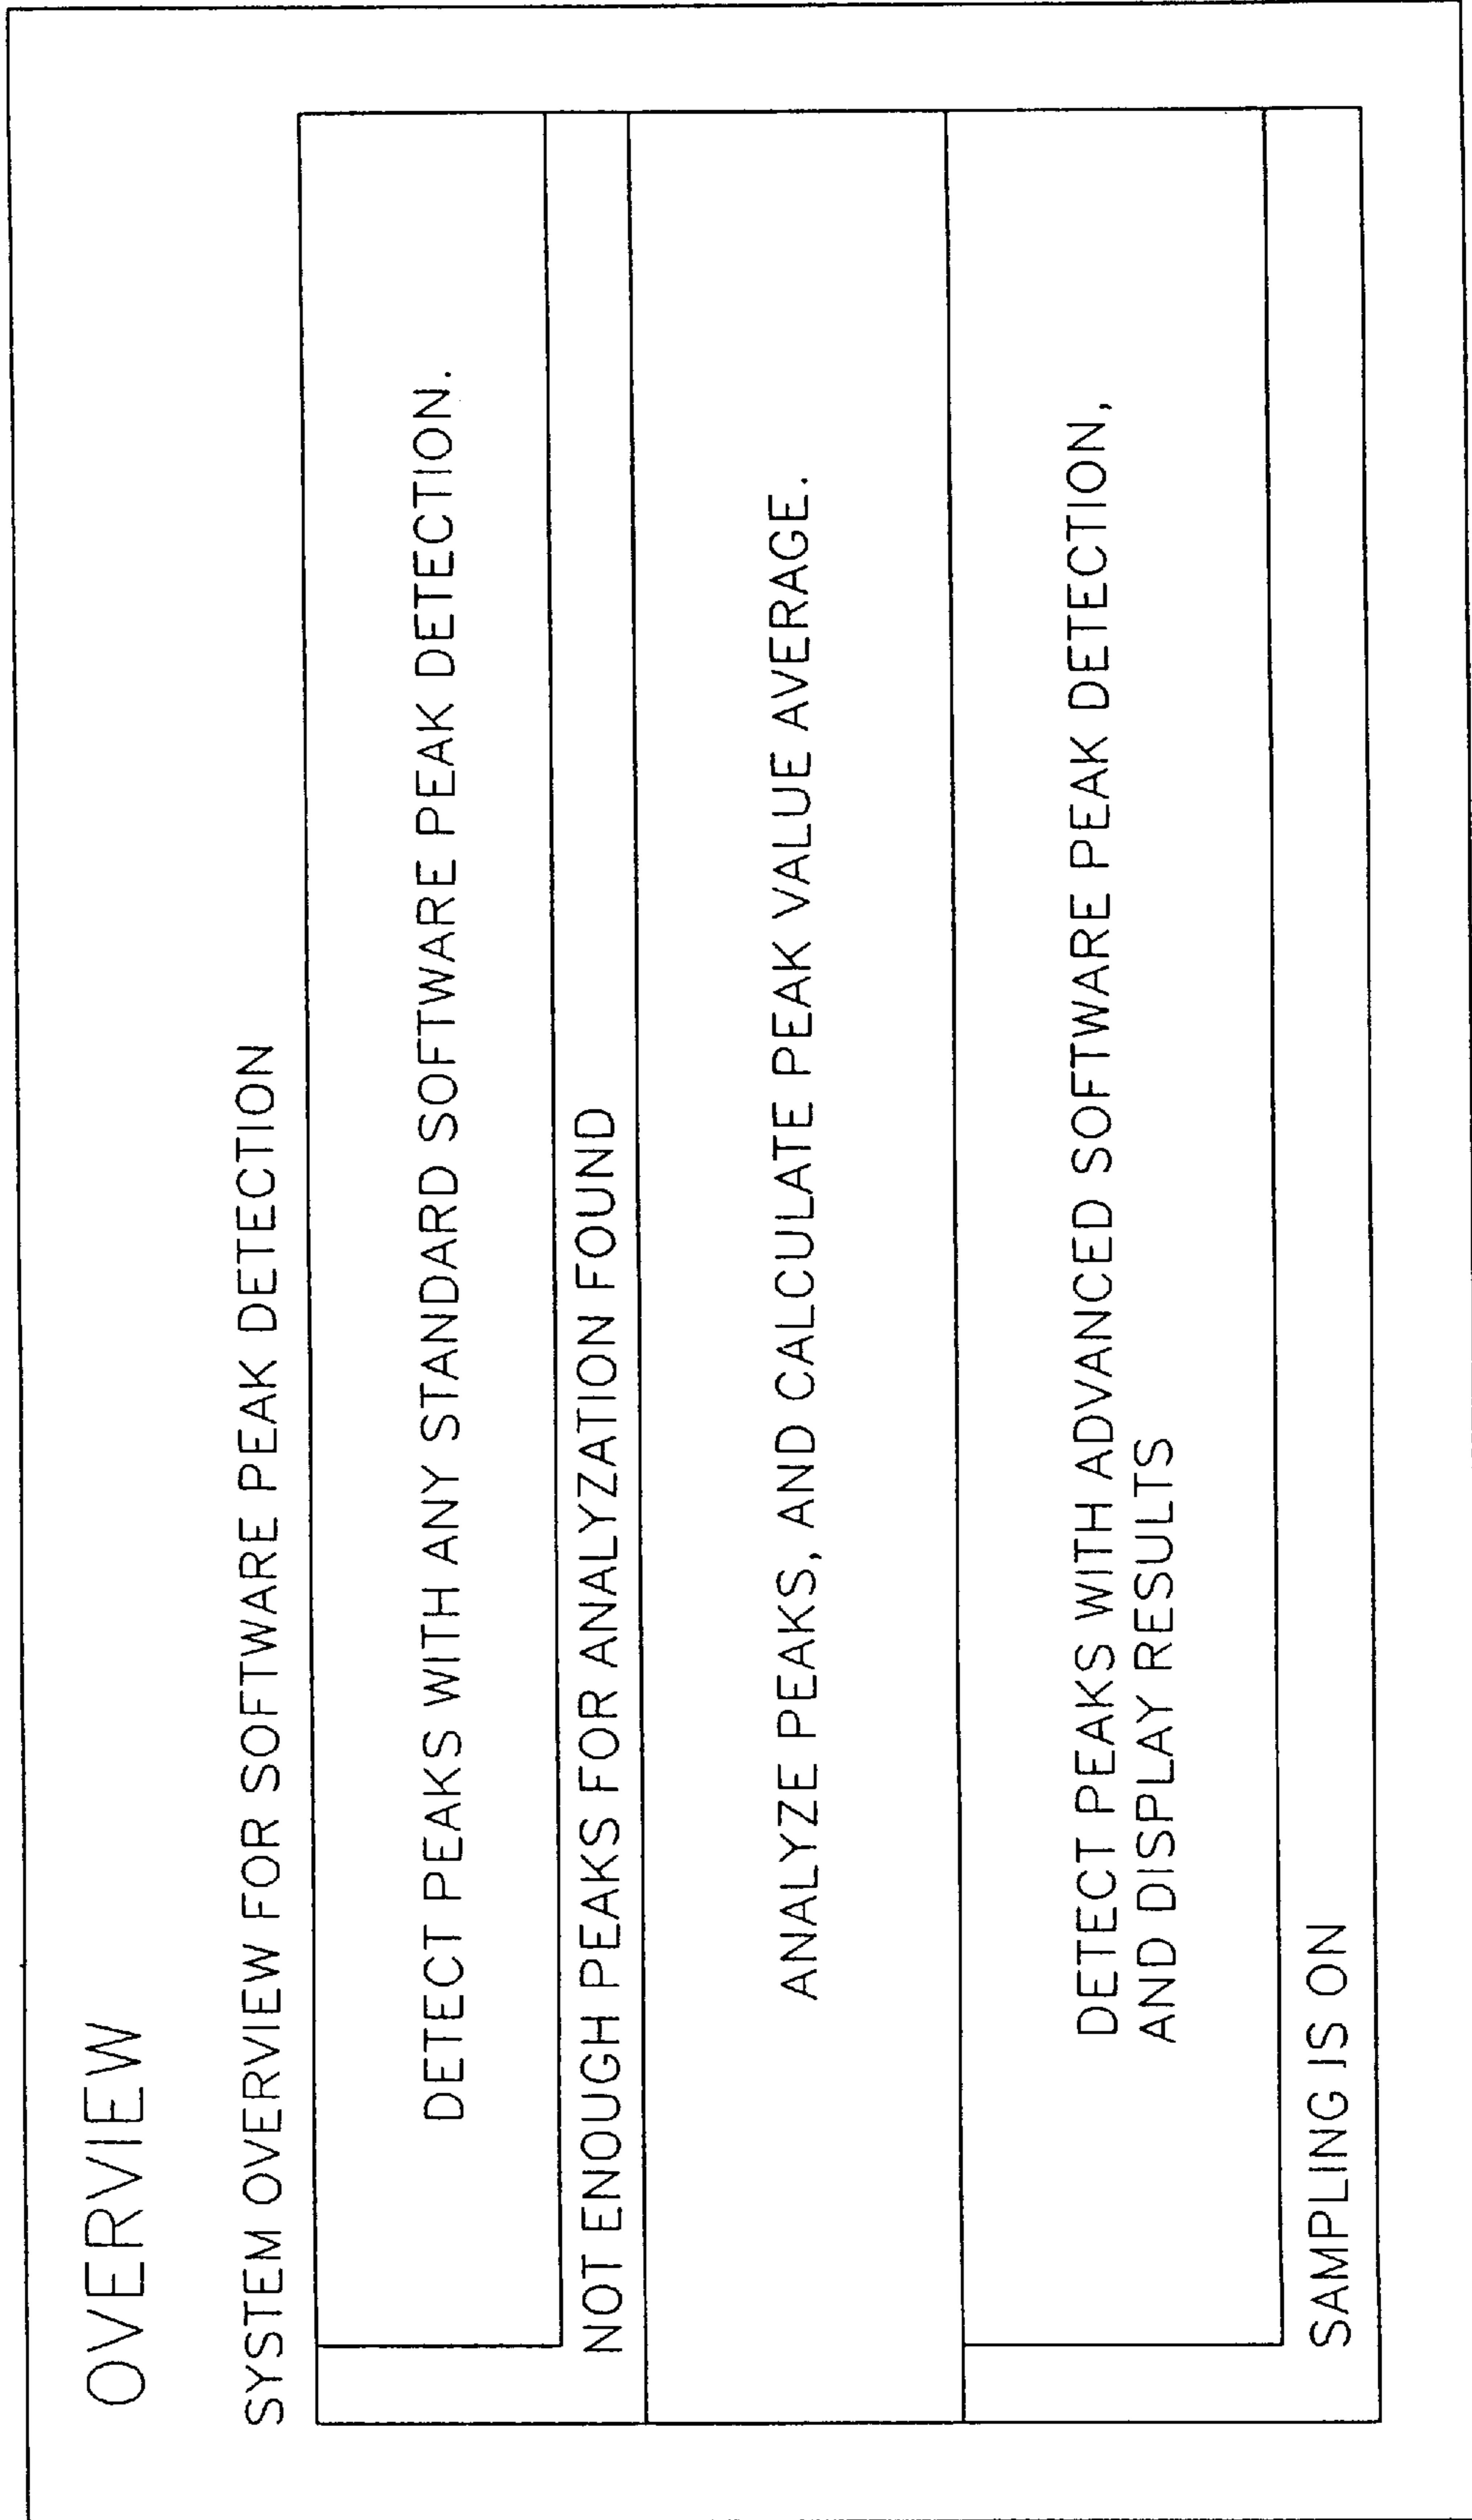 OVERVIEW
SYSTEM OVERVIEW FOR SOFTWARE PEAK DETECTION
DETECT PEAKS WITH ANY STANDARD SOFTWARE PEAK DETECTION.
NOT ENOUGH PEAKS FOR ANALYZATION FOUND
ANALYZE PEAKS, AND CALCULATE PEAK VALUE AVERAGE.
DETECT PEAKS WITH ADVANCED SOFTWARE PEAK DETECTION,
AND DISPLAY RESULTS
SAMPLING IS ON